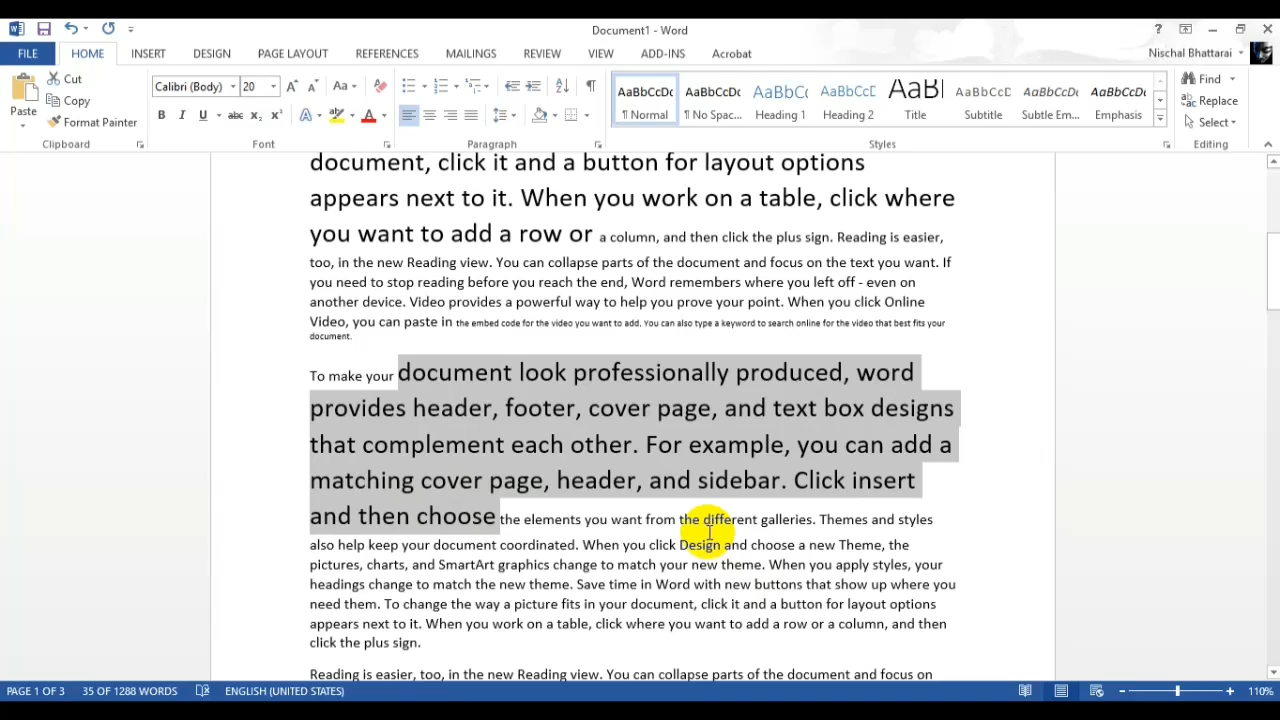 Document1 - Word
?
FILE HOME INSERT DESIGN PAGE LAYOUT REFERENCES MAILINGS REVIEW VIEW ADD-INS Acrobat Nischal Bhattarai
Paste
Cut
Copy
Format Painter
Clipboard
Calibri (Body) 20
Font
Paragraph
AaBbCcDc AaBbCcDc AaBbC AaBbCcD AaBl AaBbCcD AaBbCcDc AaBbCcDc
¶ Normal ¶ No Spac... Heading 1 Heading 2 Title Subtitle Subtle Em... Emphasis
Styles
Find
Replace
Select
Editing
document, click it and a button for layout options
appears next to it. When you work on a table, click where
you want to add a row or a column, and then click the plus sign. Reading is easier,
too, in the new Reading view. You can collapse parts of the document and focus on the text you want. If
you need to stop reading before you reach the end, Word remembers where you left off - even on
another device. Video provides a powerful way to help you prove your point. When you click Online
Video, you can paste in the embed code for the video you want to add. You can also type a keyword to search online for the video that best fits your
document.
To make your document look professionally produced, word
provides header, footer, cover page, and text box designs
that complement each other. For example, you can add a
matching cover page, header, and sidebar. Click insert
and then choose the elements you want from the different galleries. Themes and styles
also help keep your document coordinated. When you click Design and choose a new Theme, the
pictures, charts, and SmartArt graphics change to match your new theme. When you apply styles, your
headings change to match the new theme. Save time in Word with new buttons that show up where you
need them. To change the way a picture fits in your document, click it and a button for layout options
appears next to it. When you work on a table, click where you want to add a row or a column, and then
click the plus sign.
Reading is easier, too, in the new Reading view. You can collapse parts of the document and focus on
PAGE 1 OF 3 35 OF 1288 WORDS ENGLISH (UNITED STATES) 110%